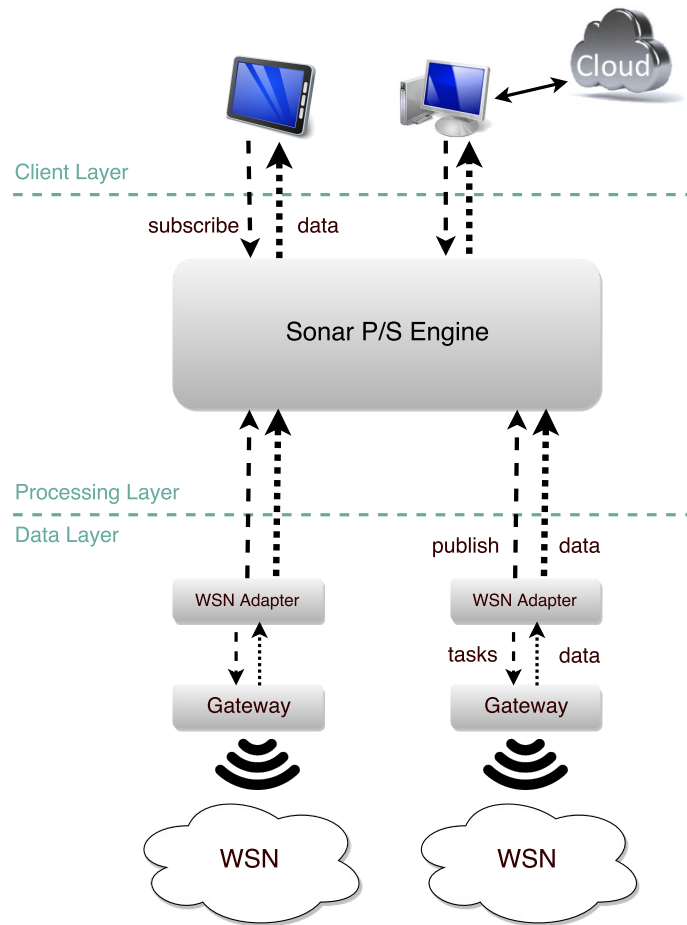 Cloud
Client Layer
subscribe data
Sonar P/S Engine
Processing Layer
Data Layer
publish data
WSN Adapter WSN Adapter
tasks data
Gateway Gateway
WSN WSN